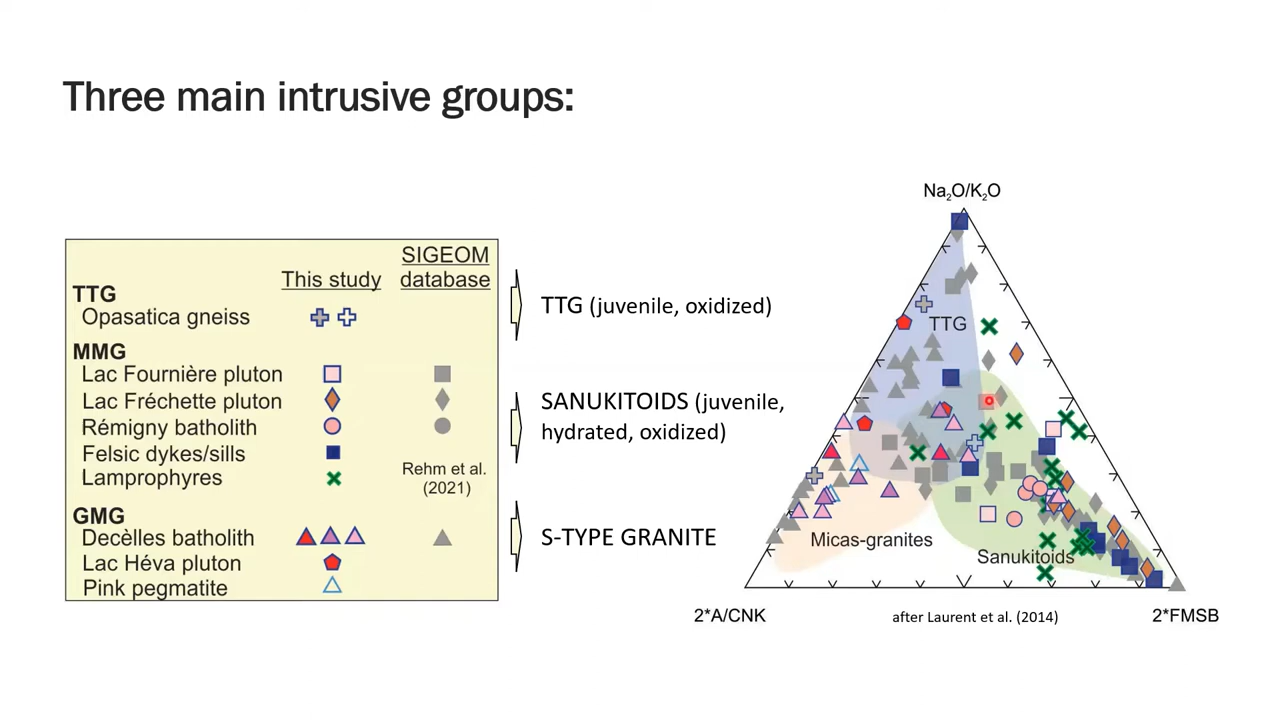 Three main intrusive groups:
SIGEOM
This study database
TTG
Opasatica gneiss
MMG
Lac Fournière pluton
Lac Fréchette pluton
Rémigny batholith
Felsic dykes/sills
Lamprophyres
Rehm et al.
(2021)
GMG
Decèlles batholith
Lac Héva pluton
Pink pegmatite
TTG (juvenile, oxidized)
SANUKITOIDS (juvenile,
hydrated, oxidized)
S-TYPE GRANITE
Na₂O/K₂O
TTG
Micas-granites
Sanukitoids
2*A/CNK
after Laurent et al. (2014)
2*FMSB